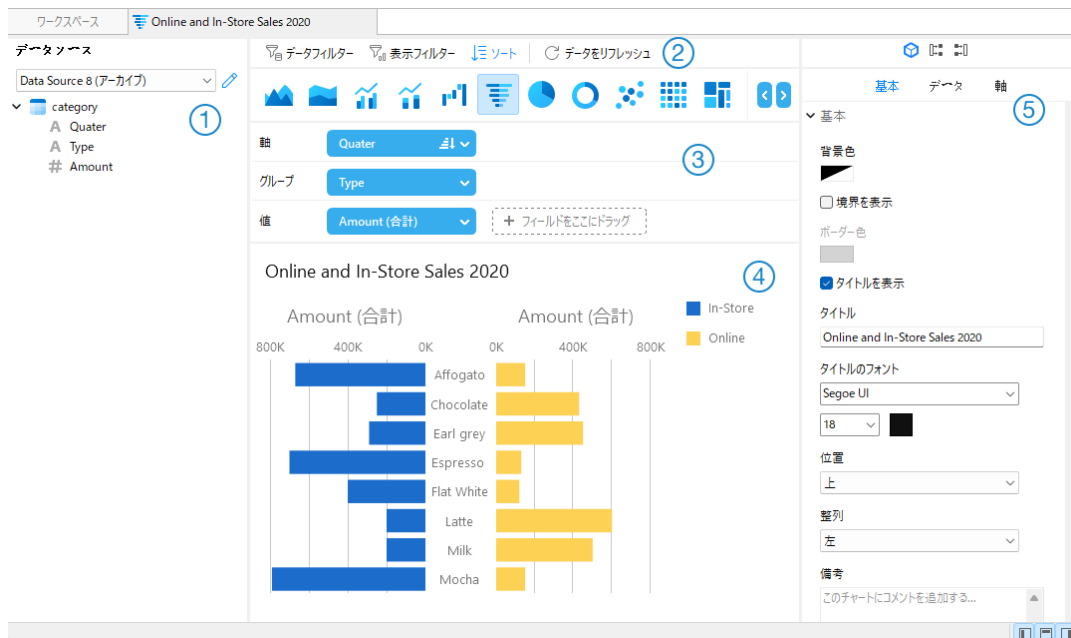 ワークスペース
Online and In-Store Sales 2020
データソース
Data Source 8 (アーカイブ)
category
A Quater
A Type
# Amount
①
データフィルター
表示フィルター
ソート
データをリフレッシュ
②
軸
Quater
グループ
Type
値
Amount (合計)
+ フィールドをここにドラッグ
③
Online and In-Store Sales 2020
④
Amount (合計)
Amount (合計)
In-Store
Online
800K 400K 0K 0K 400K 800K
Affogato
Chocolate
Earl grey
Espresso
Flat White
Latte
Milk
Mocha
基本 データ 軸
⑤
基本
背景色
境界を表示
ボーダー色
タイトルを表示
タイトル
Online and In-Store Sales 2020
タイトルのフォント
Segoe UI
18
位置
上
整列
左
備考
このチャートにコメントを追加する...